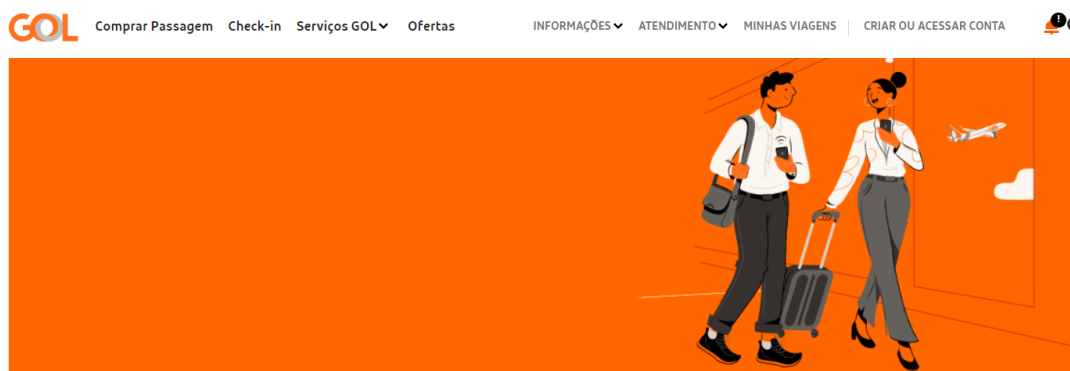 GOL Comprar Passagem Check-in Serviços GOL Ofertas INFORMAÇÕES ATENDIMENTO MINHAS VIAGENS CRIAR OU ACESSAR CONTA